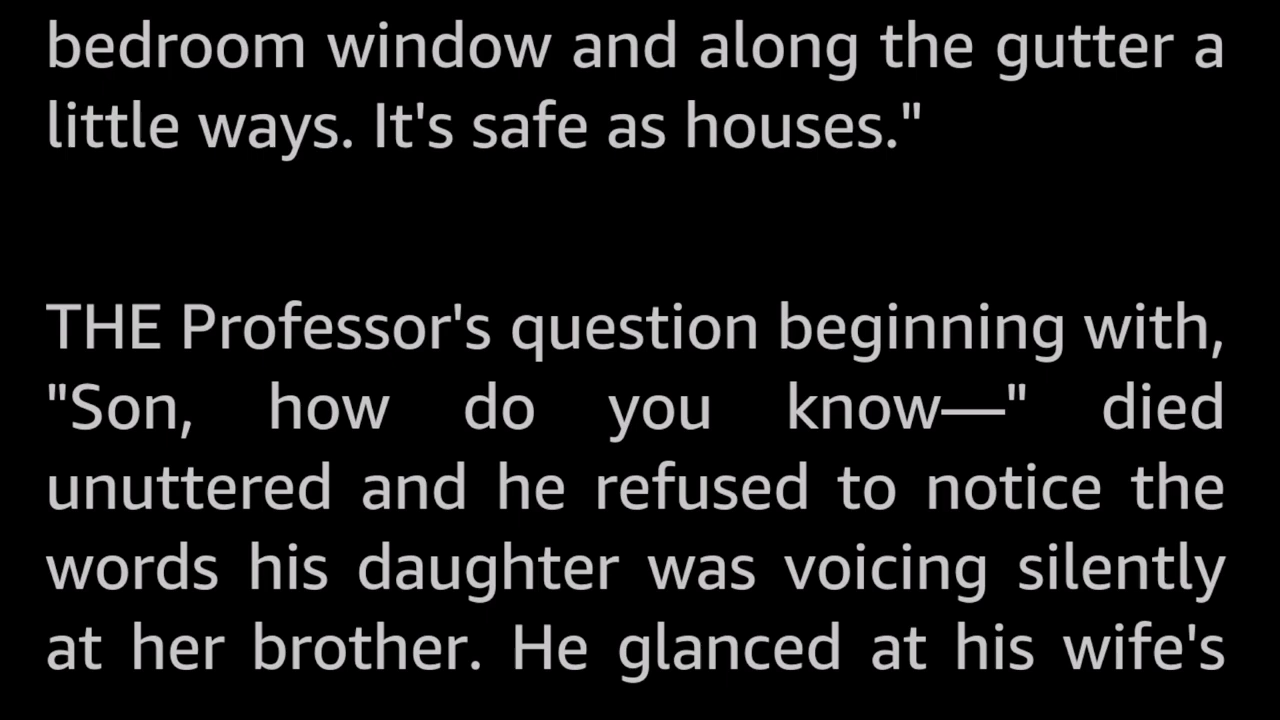 bedroom window and along the gutter a
little ways. It's safe as houses."
THE Professor's question beginning with,
"Son, how do you know—" died
unuttered and he refused to notice the
words his daughter was voicing silently
at her brother. He glanced at his wife's